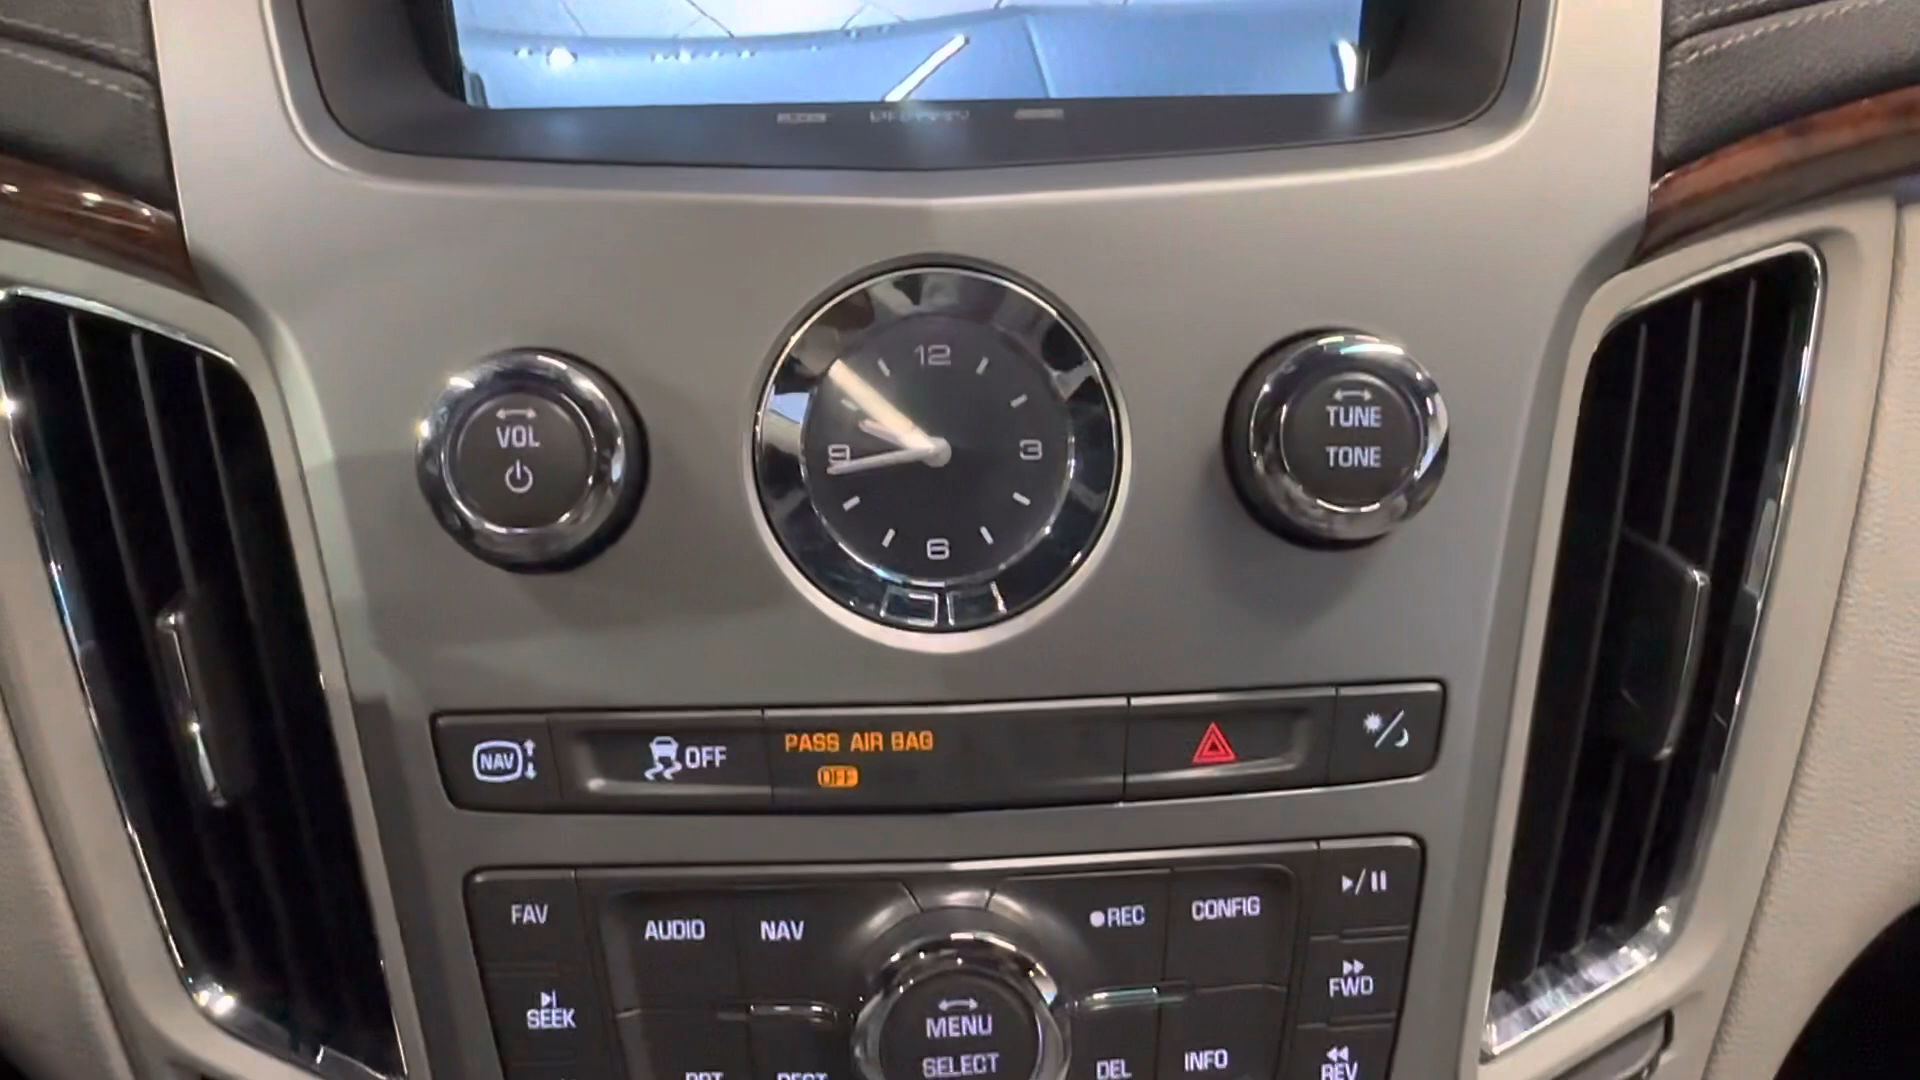 12
9
3
6
VOL
TUNE
TONE
NAV
OFF
PASS AIR BAG
OFF
FAV
AUDIO
NAV
REC
CONFIG
SEEK
FWD
MENU
SELECT
DEL
INFO
REV